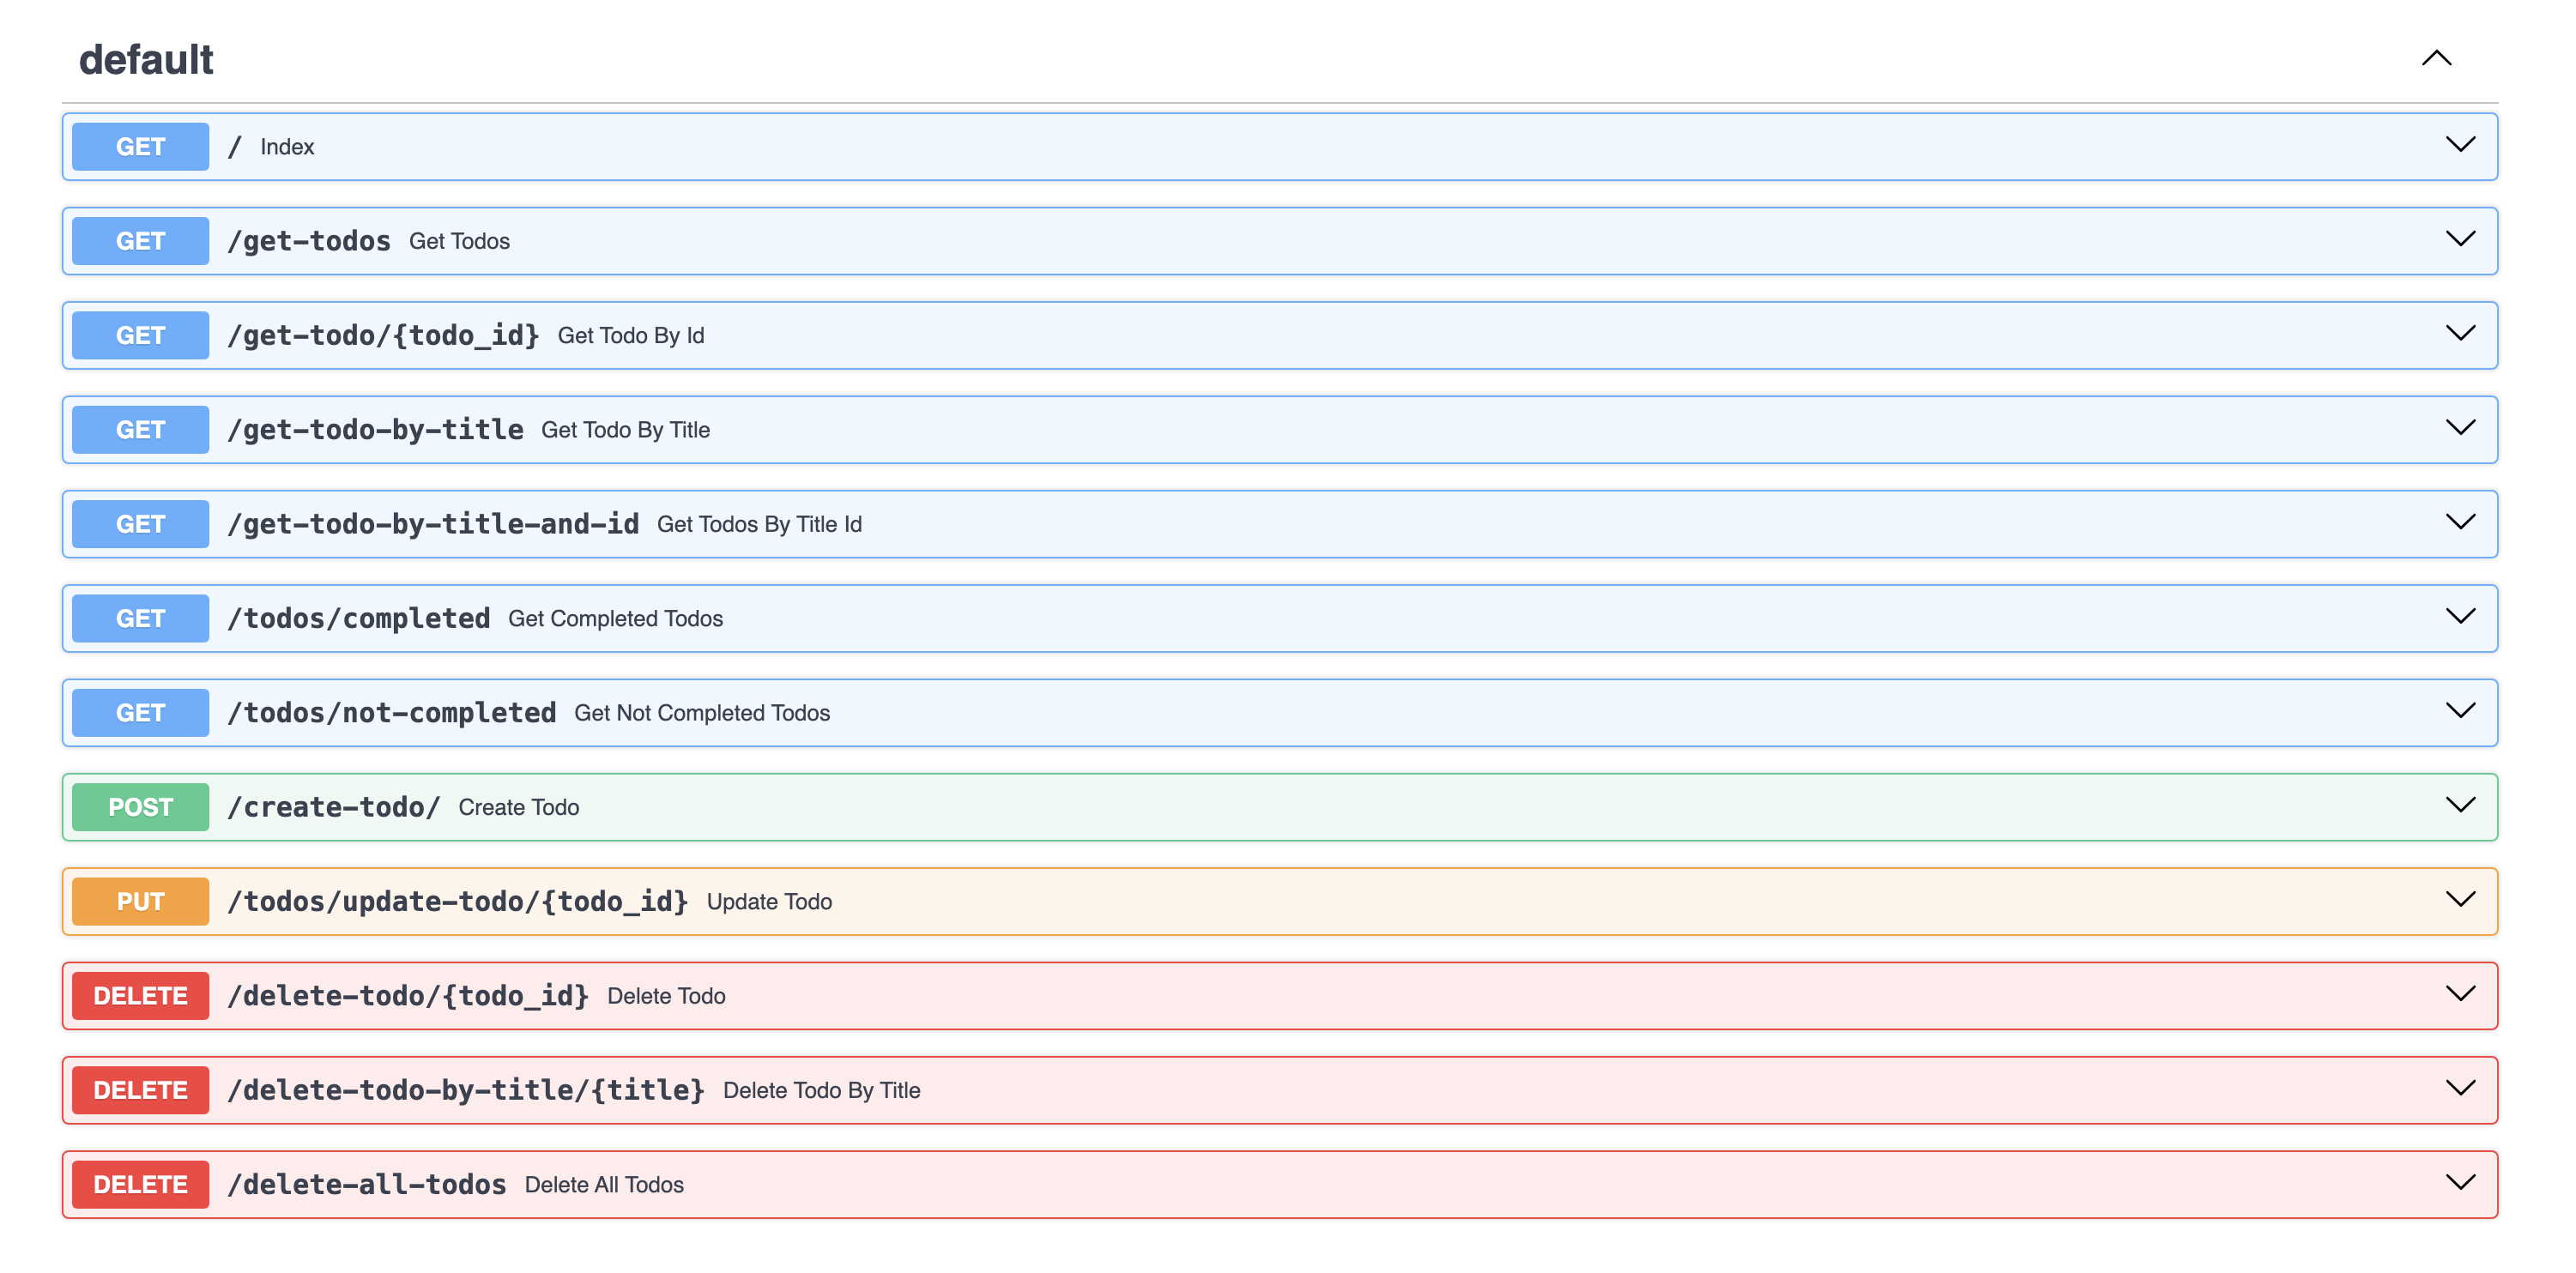 default
GET / Index
GET /get-todos Get Todos
GET /get-todo/{todo_id} Get Todo By Id
GET /get-todo-by-title Get Todo By Title
GET /get-todo-by-title-and-id Get Todos By Title Id
GET /todos/completed Get Completed Todos
GET /todos/not-completed Get Not Completed Todos
POST /create-todo/ Create Todo
PUT /todos/update-todo/{todo_id} Update Todo
DELETE /delete-todo/{todo_id} Delete Todo
DELETE /delete-todo-by-title/{title} Delete Todo By Title
DELETE /delete-all-todos Delete All Todos